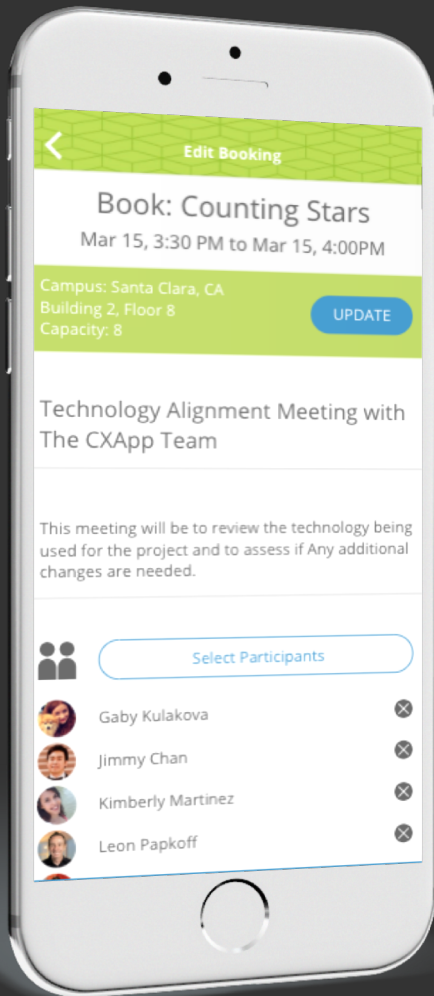 Edit Booking
Book: Counting Stars
Mar 15, 3:30 PM to Mar 15, 4:00PM
Campus: Santa Clara, CA
Building 2, Floor 8
Capacity: 8
UPDATE
Technology Alignment Meeting with
The CXApp Team
This meeting will be to review the technology being
used for the project and to assess if Any additional
changes are needed.
Select Participants
Gaby Kulakova
Jimmy Chan
Kimberly Martinez
Leon Papkoff